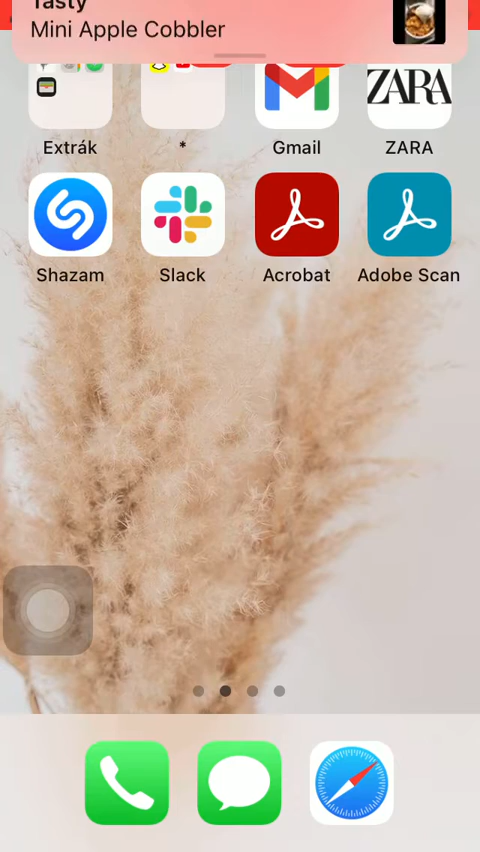 Tasty
Mini Apple Cobbler
ZARA
Extrák
*
Gmail
ZARA
Shazam
Slack
Acrobat
Adobe Scan